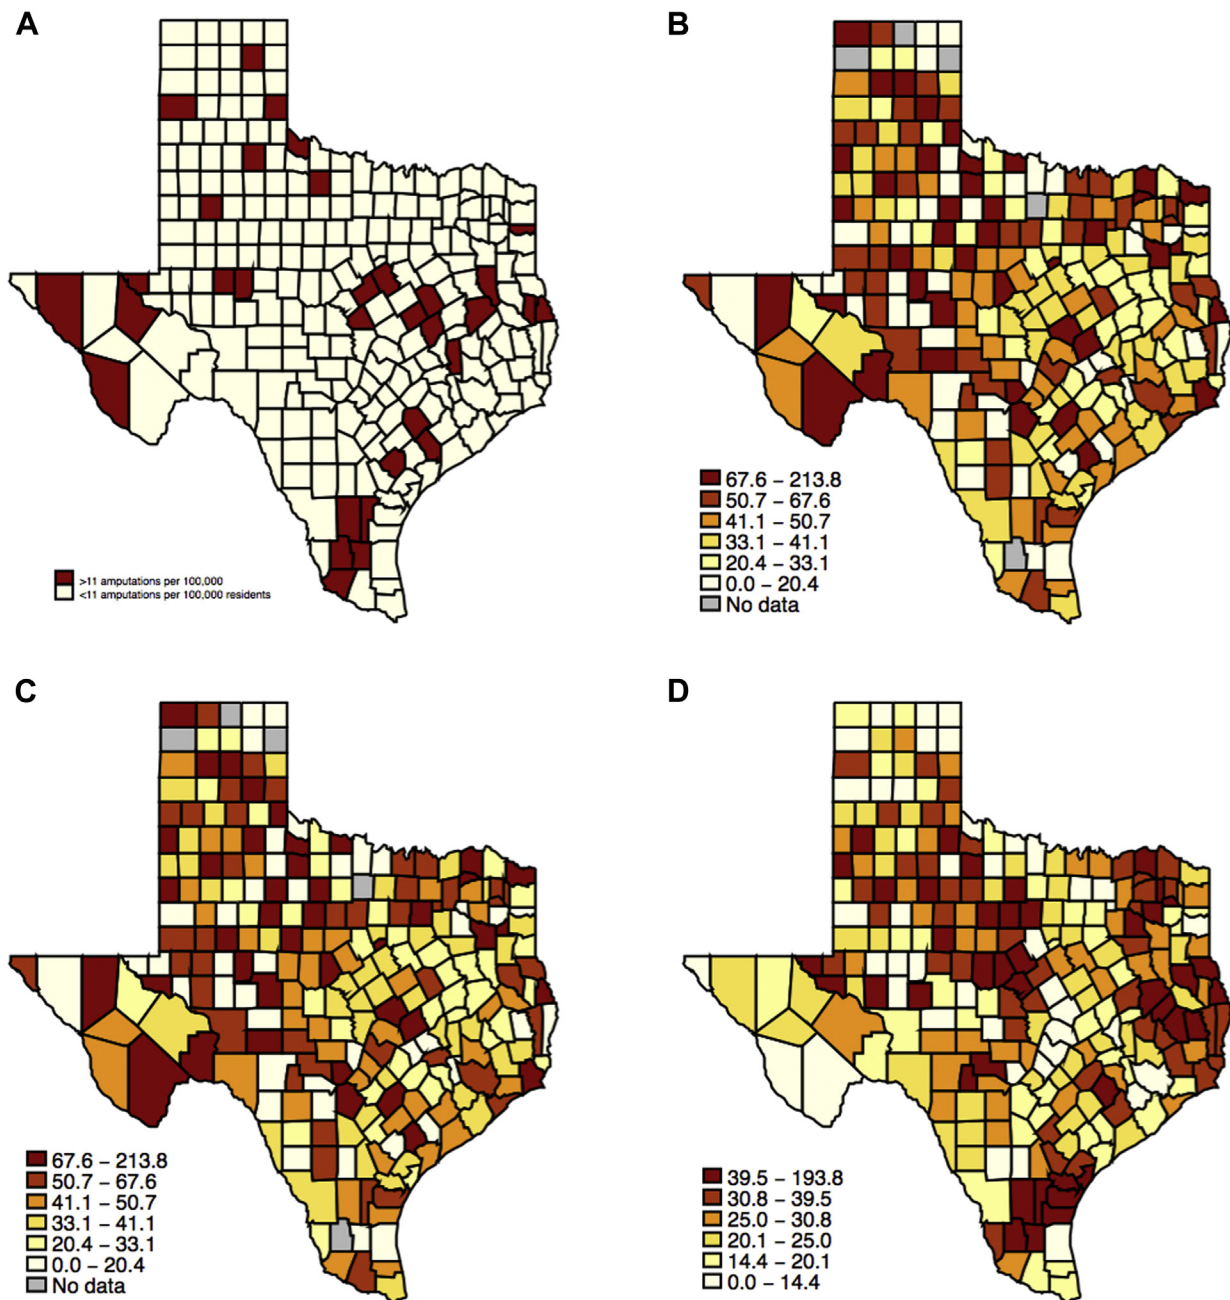 A
B
>11 amputations per 100,000
<11 amputations per 100,000 residents
67.6 – 213.8
50.7 – 67.6
41.1 – 50.7
33.1 – 41.1
20.4 – 33.1
0.0 – 20.4
No data
C
D
67.6 – 213.8
50.7 – 67.6
41.1 – 50.7
33.1 – 41.1
20.4 – 33.1
0.0 – 20.4
No data
39.5 – 193.8
30.8 – 39.5
25.0 – 30.8
20.1 – 25.0
14.4 – 20.1
0.0 – 14.4